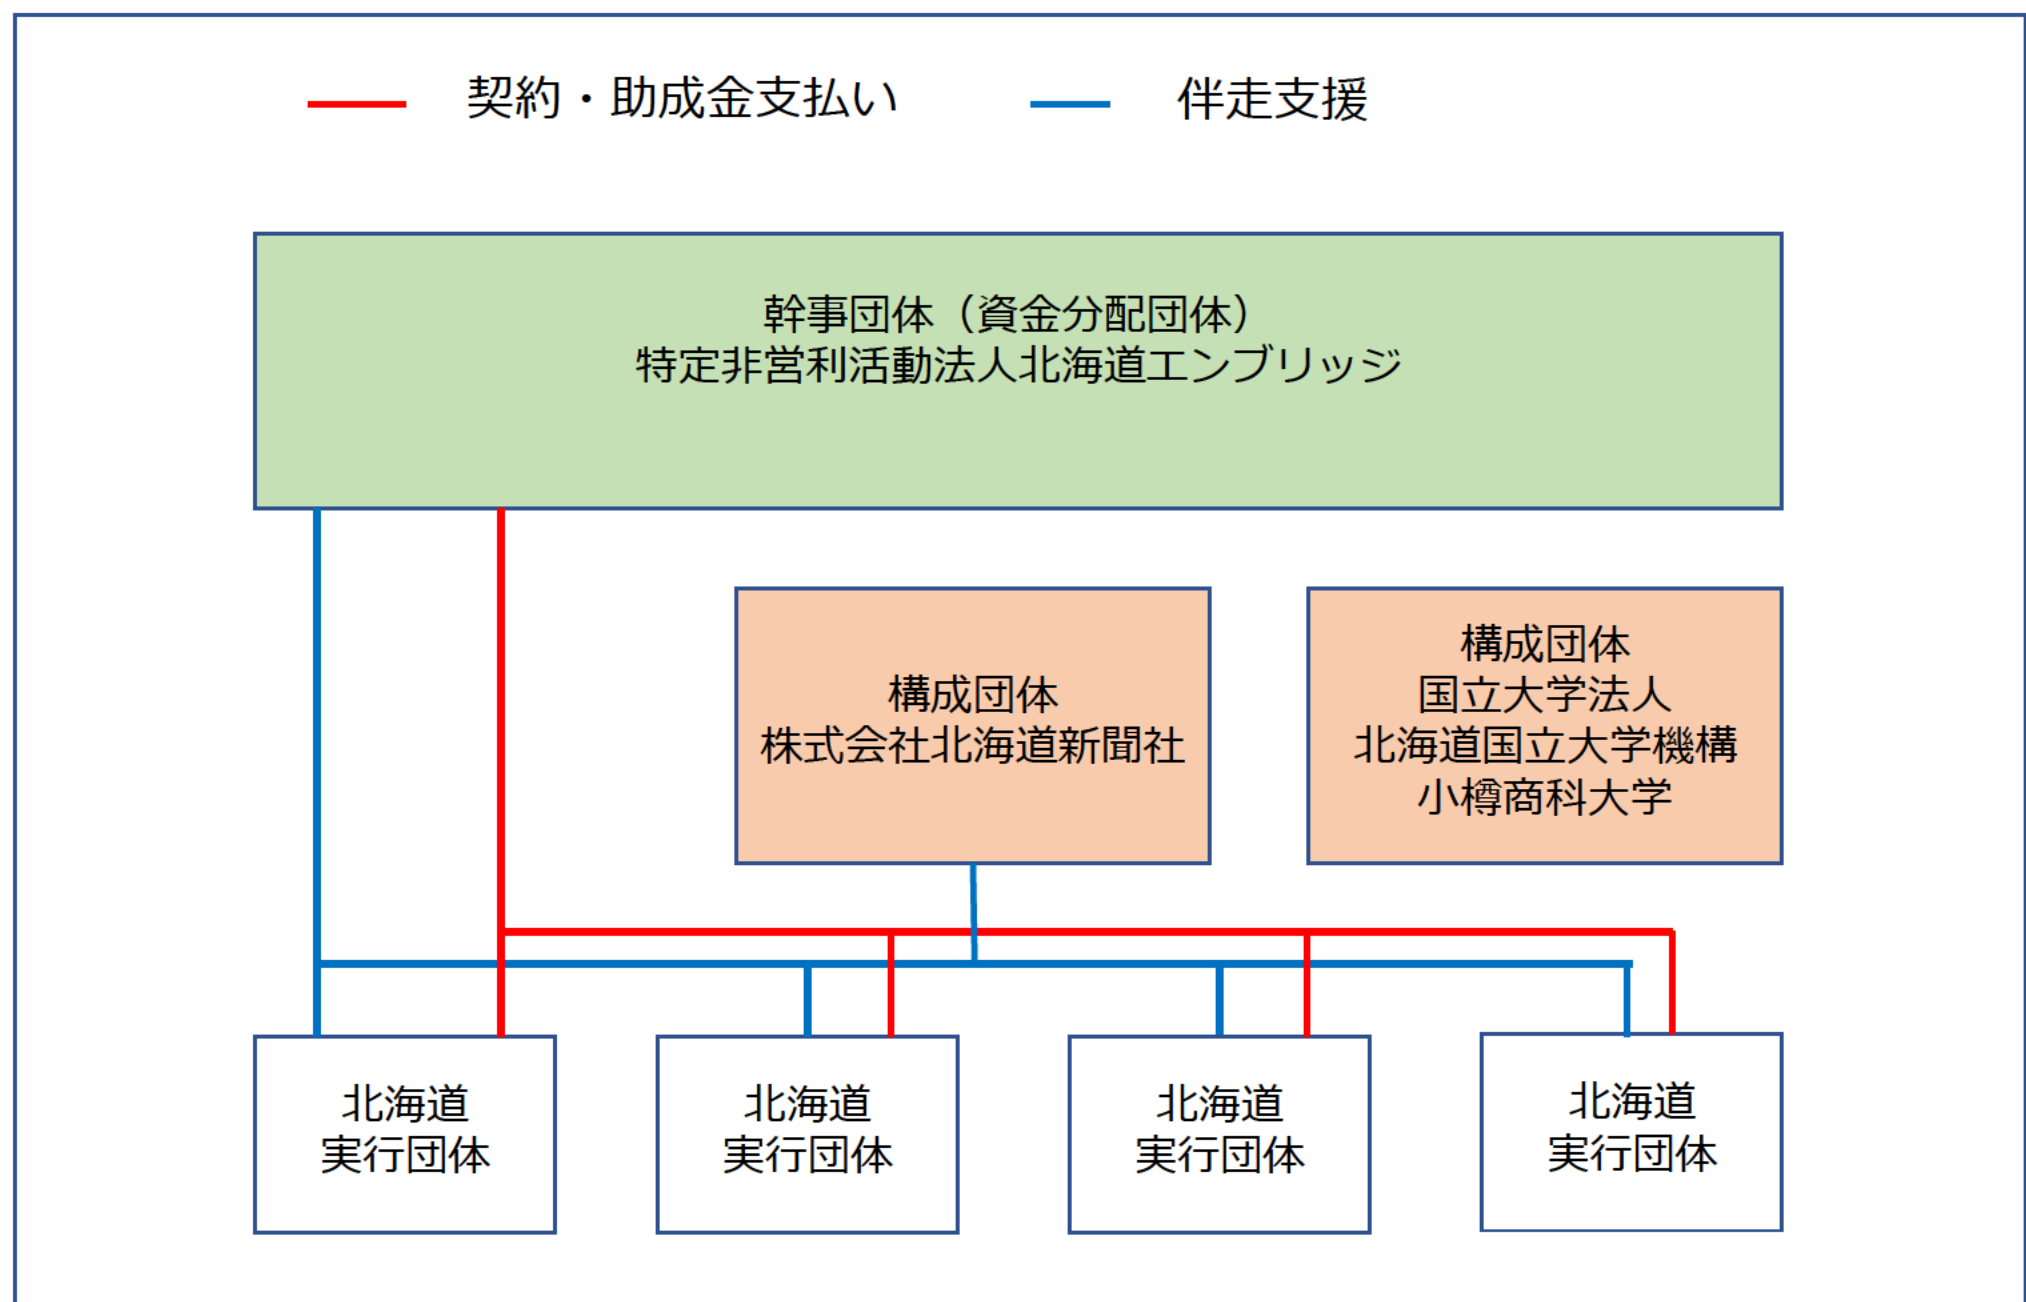 契約・助成金支払い
伴走支援
幹事団体（資金分配団体）
特定非営利活動法人北海道エンブリッジ
構成団体
株式会社北海道新聞社
構成団体
国立大学法人
北海道国立大学機構
小樽商科大学
北海道
実行団体
北海道
実行団体
北海道
実行団体
北海道
実行団体